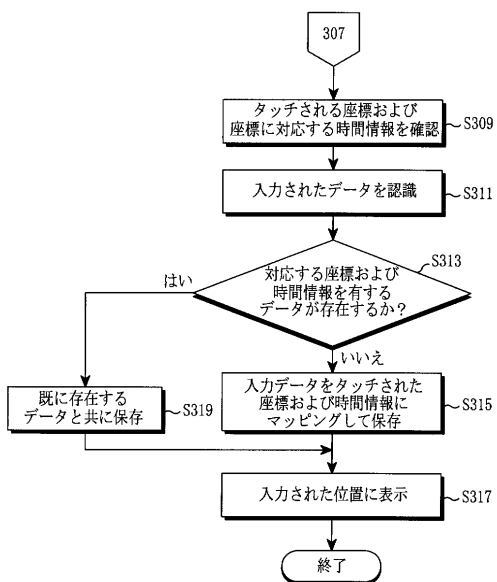 307
タッチされる座標および
座標に対応する時間情報を確認
S309
入力されたデータを認識
S311
対応する座標および
時間情報を有する
データが存在するか？
S313
はい
いいえ
既に存在する
データと共に保存
S319
入力データをタッチされた
座標および時間情報に
マッピングして保存
S315
入力された位置に表示
S317
終了